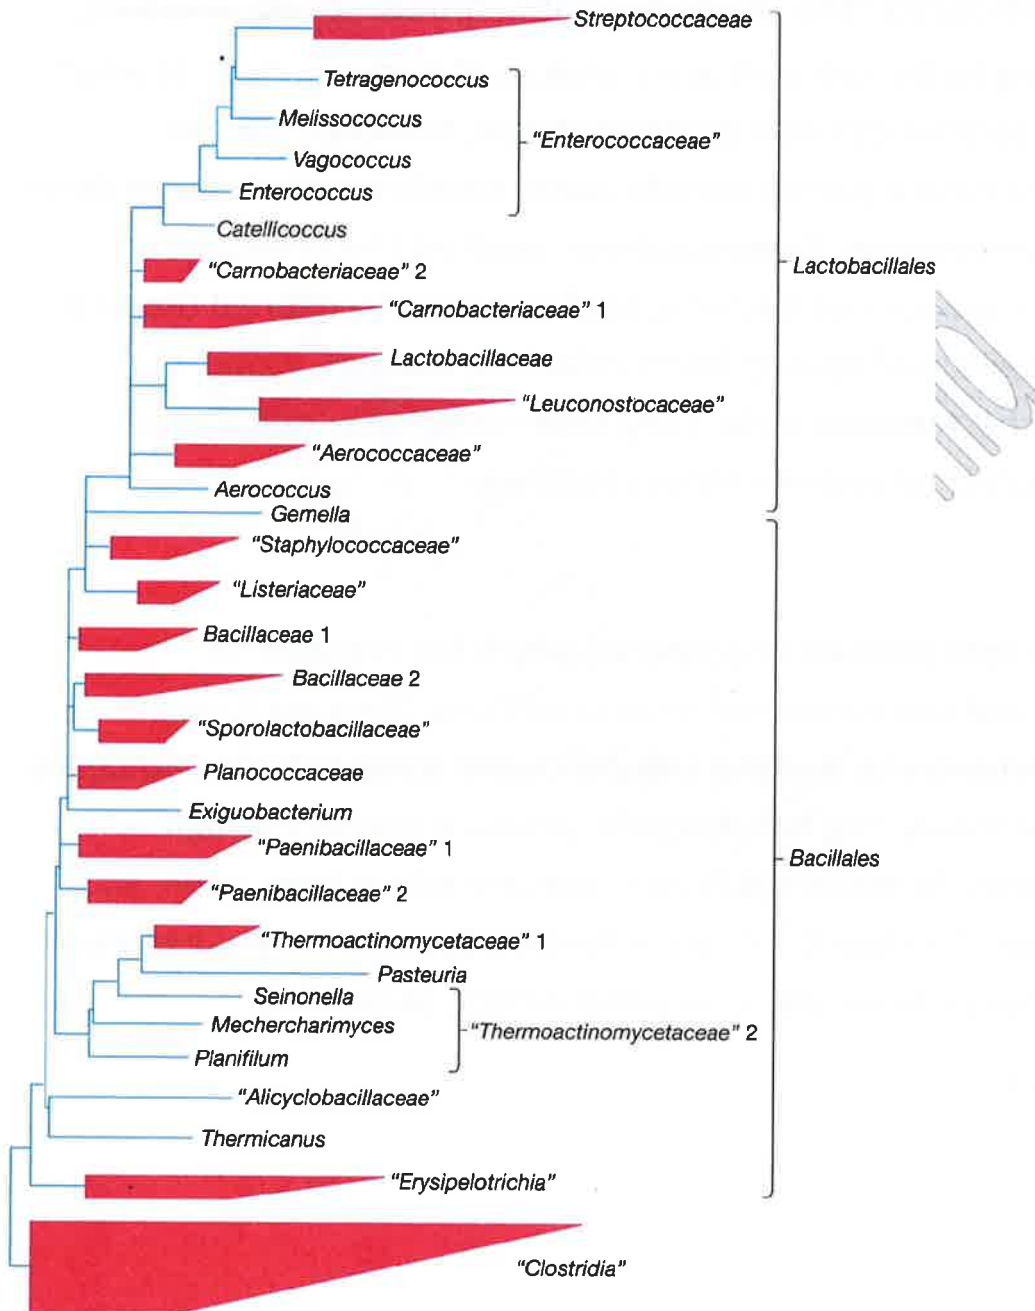 Streptococcaceae
Tetragenococcus
Melissococcus
“Enterococcaceae”
Vagococcus
Enterococcus
Catellicoccus
“Carnobacteriaceae” 2
Lactobacillales
“Carnobacteriaceae” 1
Lactobacillaceae
“Leuconostocaceae”
“Aerococcaceae”
Aerococcus
Gemella
“Staphylococcaceae”
“Listeriaceae”
Bacillaceae 1
Bacillaceae 2
“Sporolactobacillaceae”
Planococcaceae
Exiguobacterium
“Paenibacillaceae” 1
Bacillales
“Paenibacillaceae” 2
“Thermoactinomycetaceae” 1
Pasteuria
Seinonella
Mechercharimyces
“Thermoactinomycetaceae” 2
Planifilum
“Alicyclobacillaceae”
Thermicanus
“Erysipelotrichia”
“Clostridia”